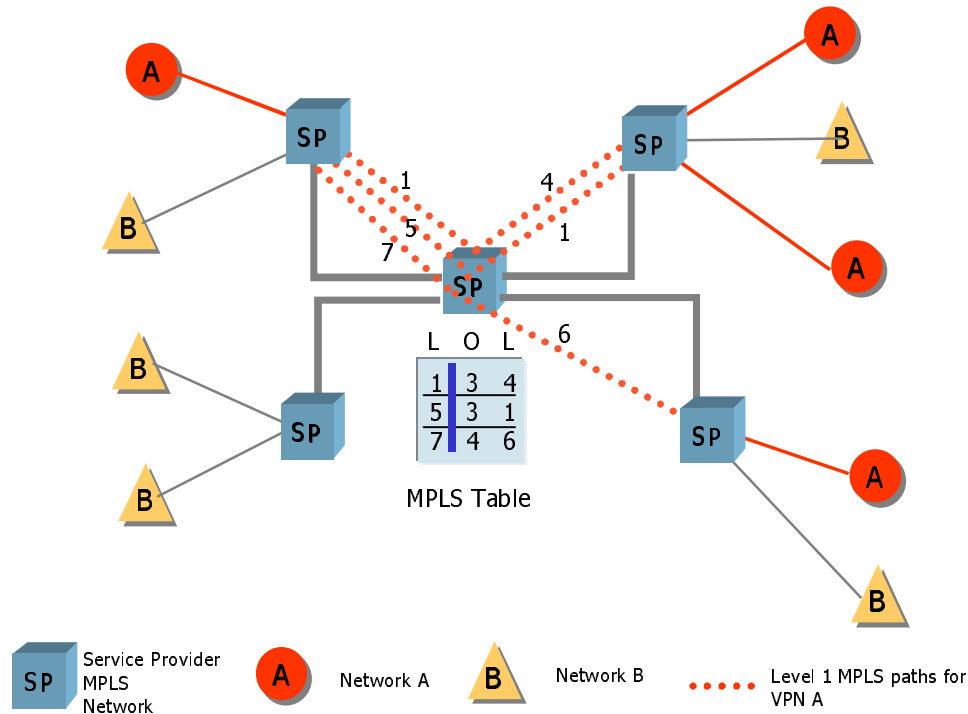 A
A
SP
SP
B
1
4
B
5
1
7
A
SP
6
L O L
1 3 4
5 3 1
7 4 6
MPLS Table
B
SP
SP
B
A
B
SP
Service Provider
MPLS
Network
A
Network A
B
Network B
Level 1 MPLS paths for
VPN A